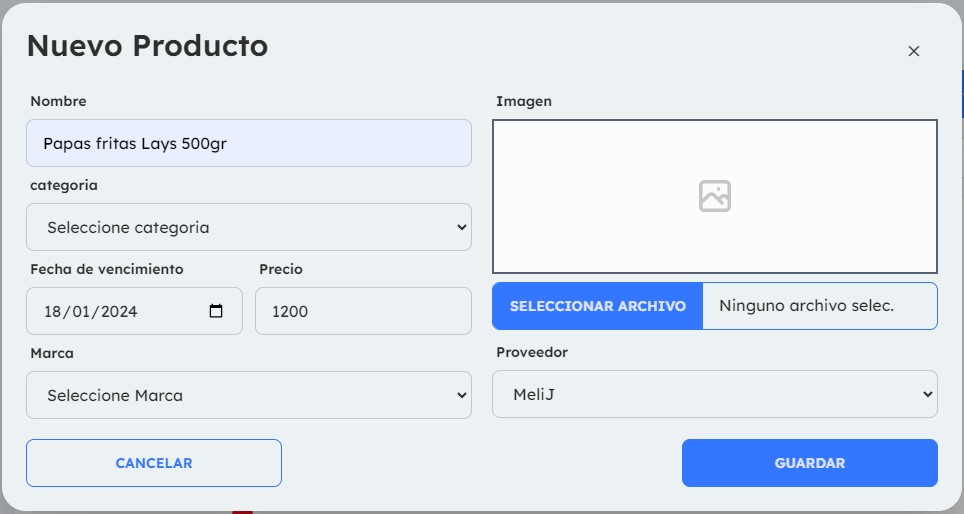 Nuevo Producto
Nombre
Papas fritas Lays 500gr
categoria
Seleccione categoria
Fecha de vencimiento
Precio
18/01/2024
1200
Marca
Seleccione Marca
Imagen
SELECCIONAR ARCHIVO
Ninguno archivo selec.
Proveedor
MeliJ
CANCELAR
GUARDAR